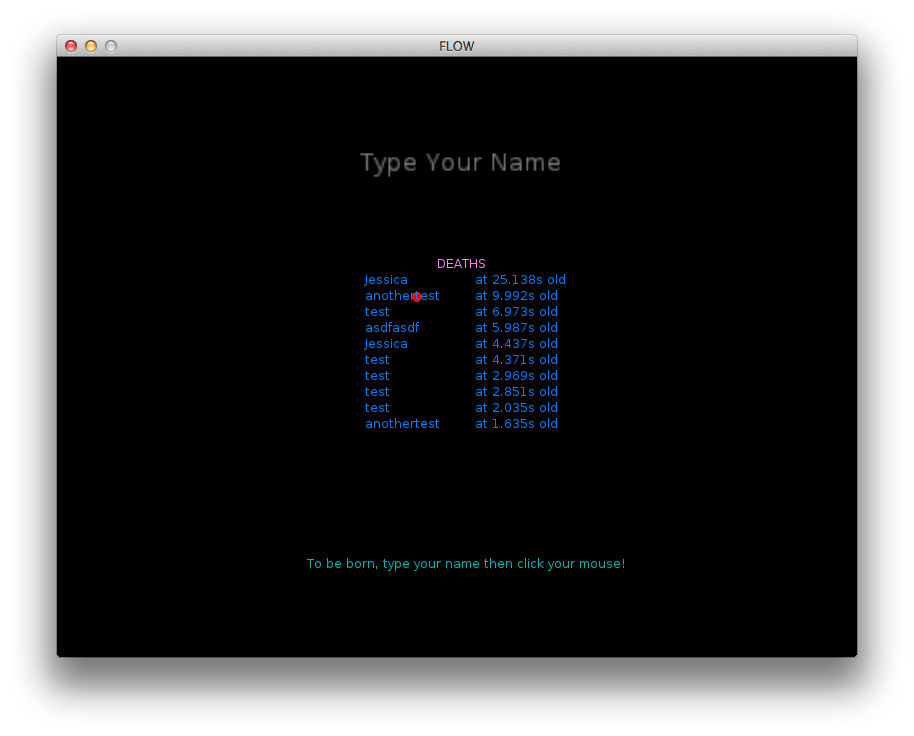 FLOW
Type Your Name
DEATHS
Jessica at 25.138s old
anothertest at 9.992s old
test at 6.973s old
asdfasdf at 5.987s old
Jessica at 4.437s old
test at 4.371s old
test at 2.969s old
test at 2.851s old
test at 2.035s old
anothertest at 1.635s old
To be born, type your name then click your mouse!